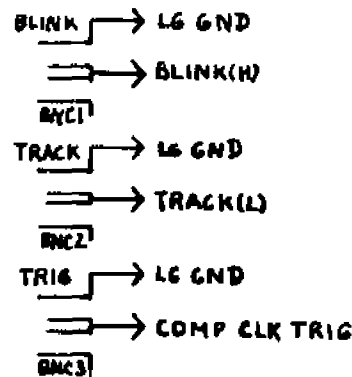 BLINK LG GND
BLINK(H)
BNC1
TRACK LG GND
TRACK(L)
BNC2
TRIG LG GND
COMP CLK TRIG
BNC3